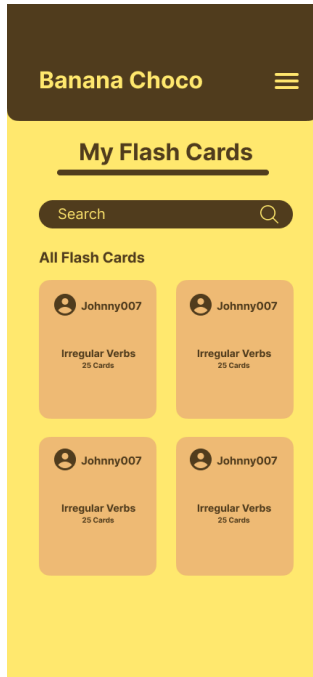 Banana Choco
My Flash Cards
Search
All Flash Cards
Johnny007
Irregular Verbs
25 Cards
Johnny007
Irregular Verbs
25 Cards
Johnny007
Irregular Verbs
25 Cards
Johnny007
Irregular Verbs
25 Cards